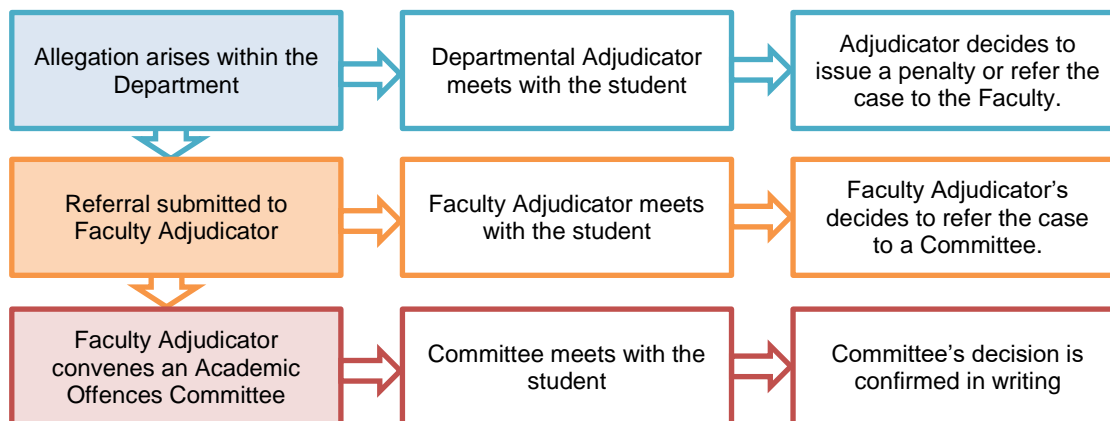 Allegation arises within the
Department
Departmental Adjudicator
meets with the student
Adjudicator decides to
issue a penalty or refer the
case to the Faculty.
Referral submitted to
Faculty Adjudicator
Faculty Adjudicator meets
with the student
Faculty Adjudicator’s
decides to refer the case
to a Committee.
Faculty Adjudicator
convenes an Academic
Offences Committee
Committee meets with the
student
Committee’s decision is
confirmed in writing